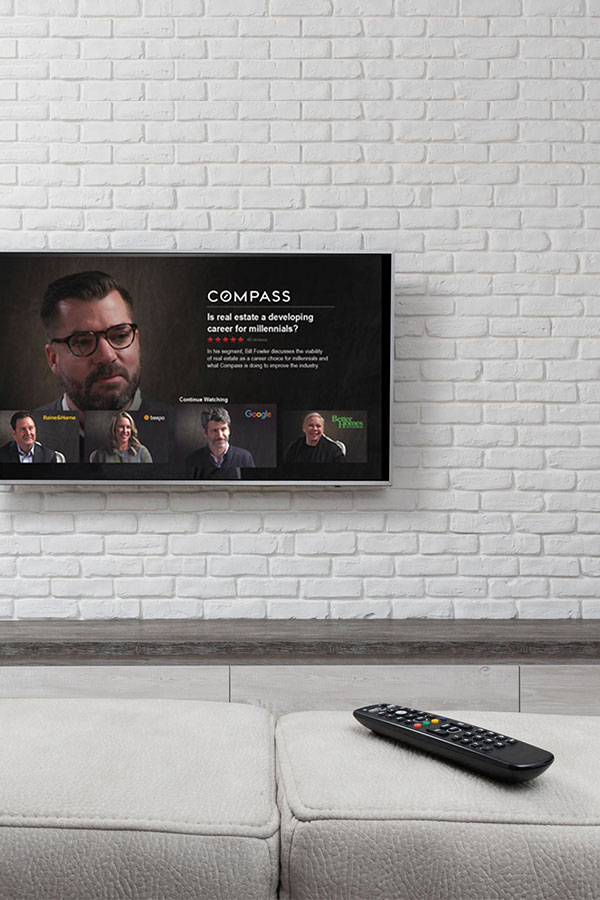 COMPASS
Is real estate a developing
career for millennials?
In his segment, Bill Fowler discusses the viability
of real estate as a career choice for millennials and
what Compass is doing to improve the industry.
Continue Watching
Raine&Horne
beepo
Google
Better
Homes